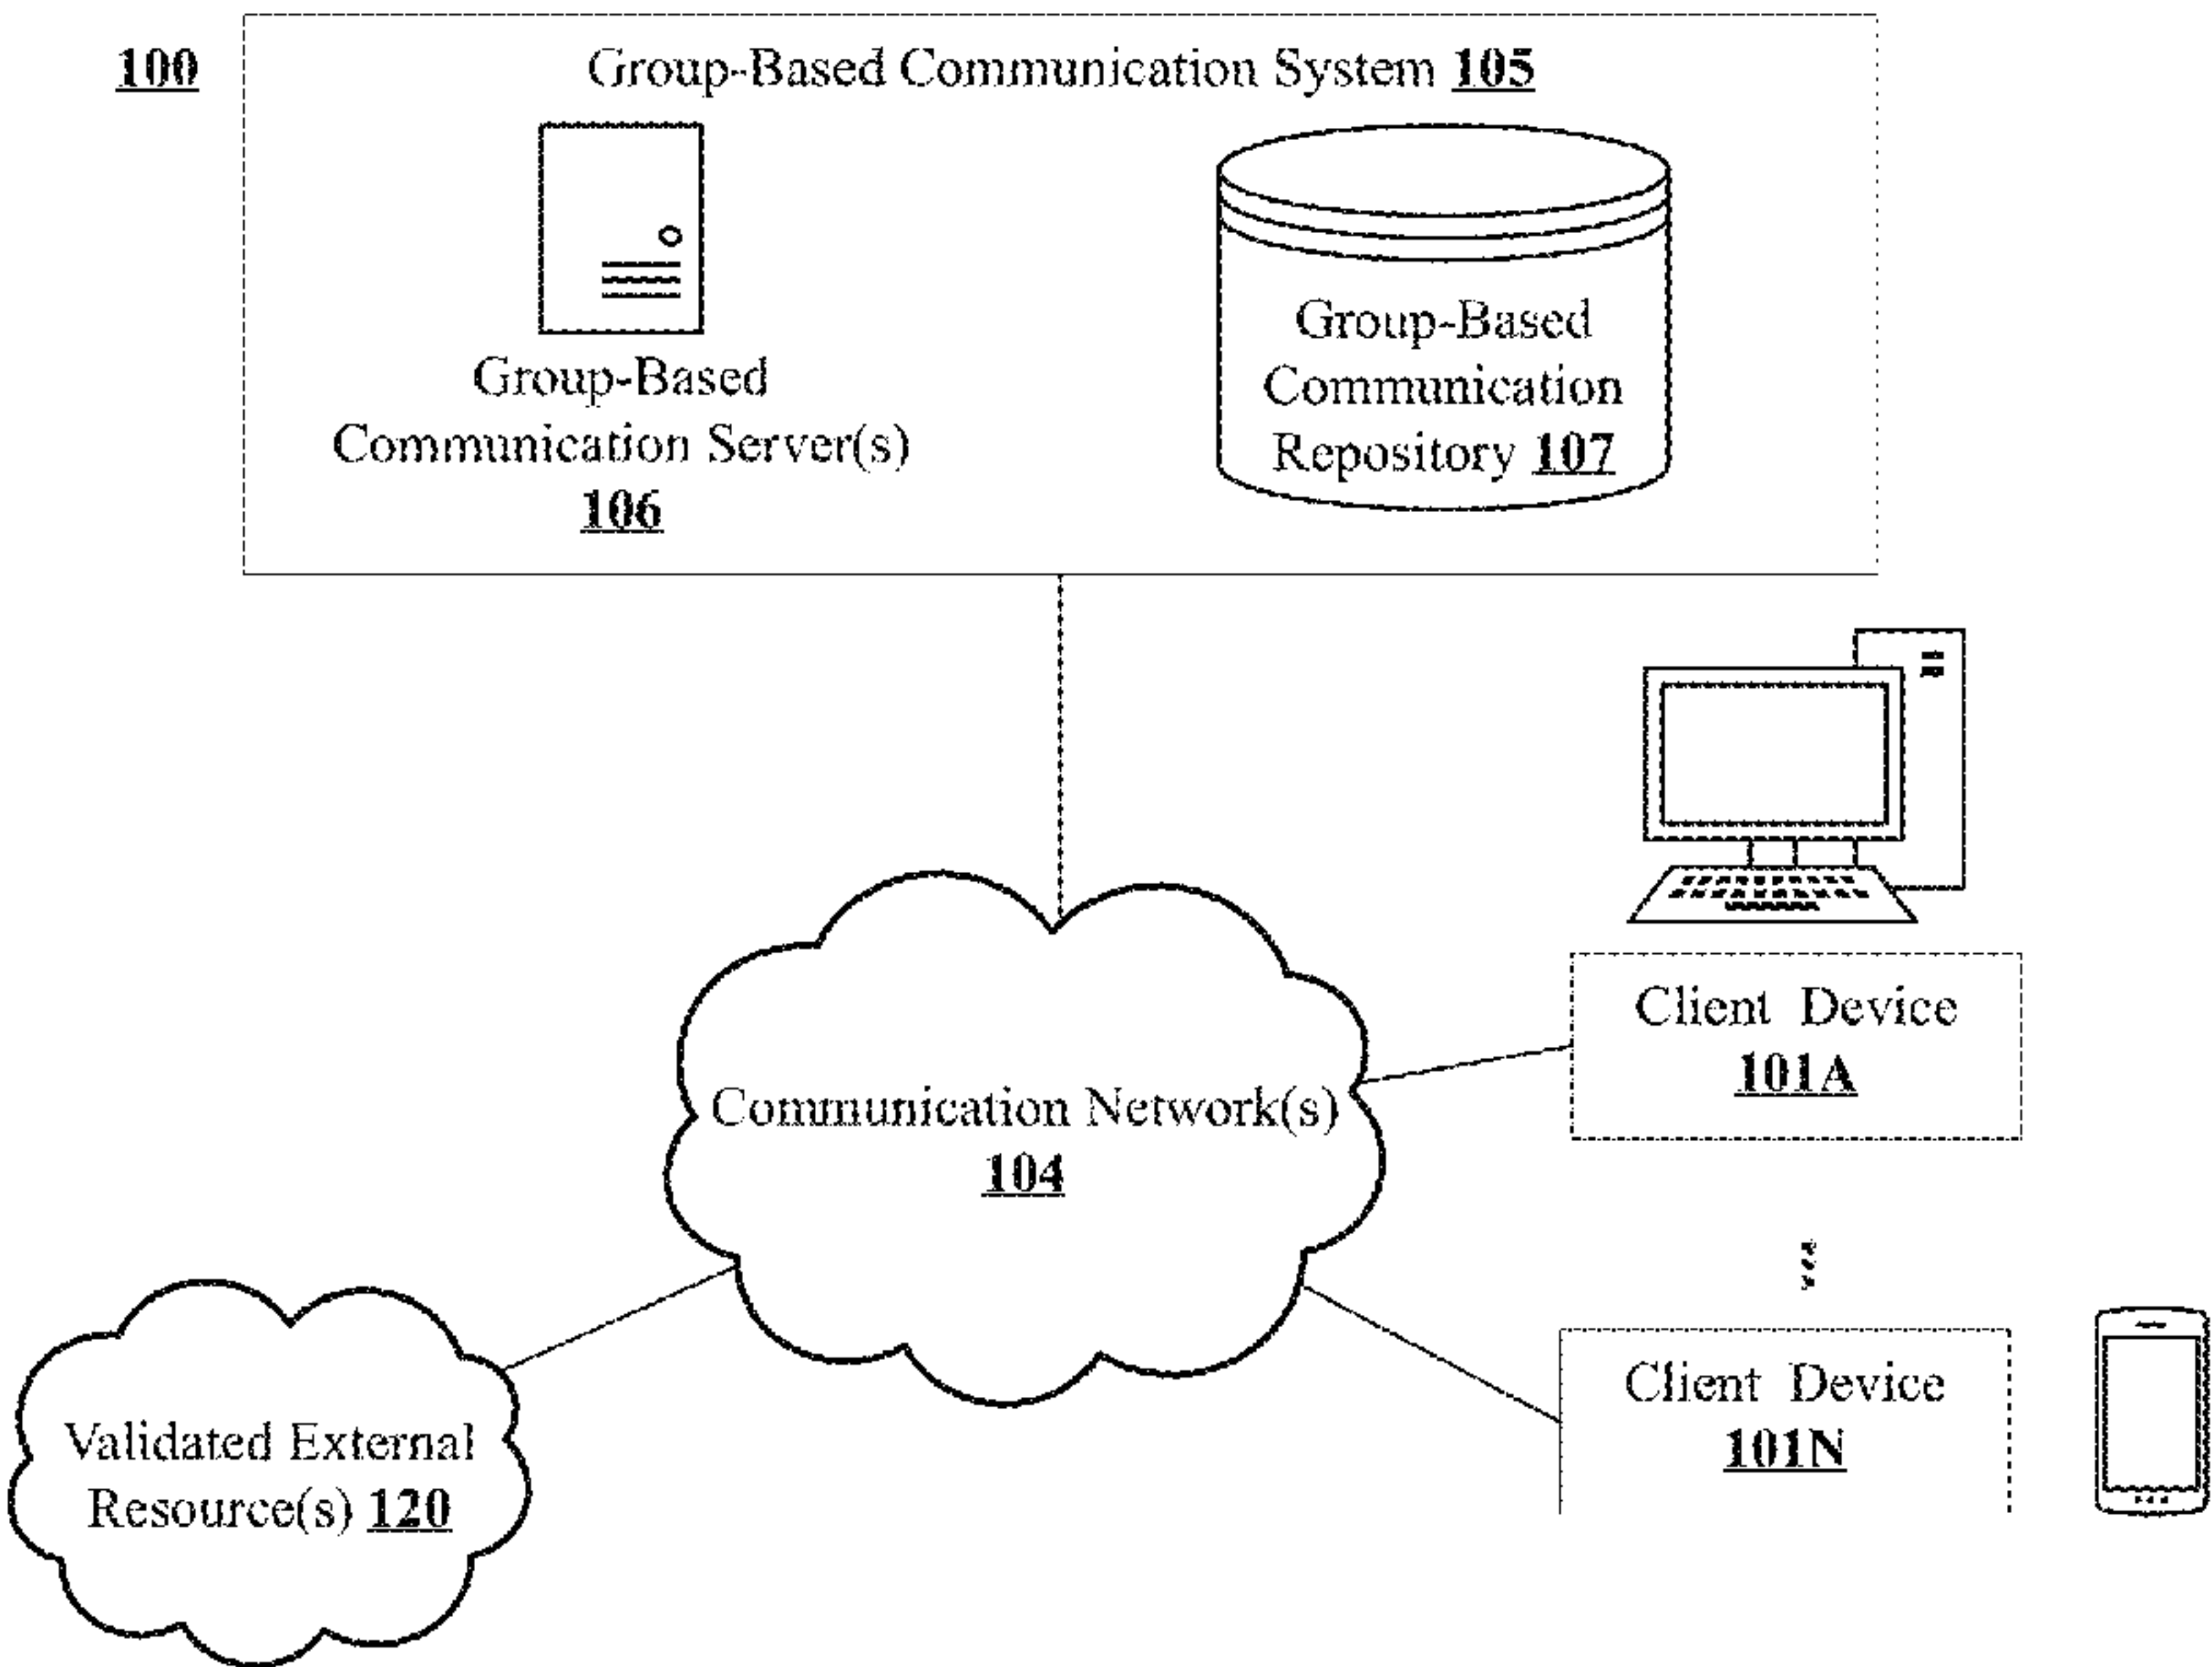 100
Group-Based Communication System 105
Group-Based
Communication Server(s)
106
Group-Based
Communication
Repository 107
Communication Network(s)
104
Client Device
101A
Client Device
101N
Validated External
Resource(s) 120